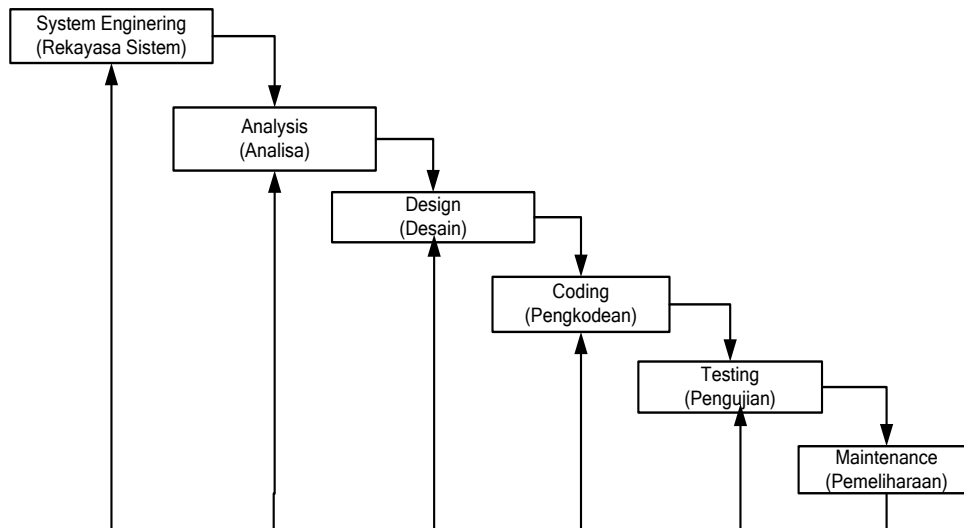 System Enginering
(Rekayasa Sistem)
Analysis
(Analisa)
Design
(Desain)
Coding
(Pengkodean)
Testing
(Pengujian)
Maintenance
(Pemeliharaan)